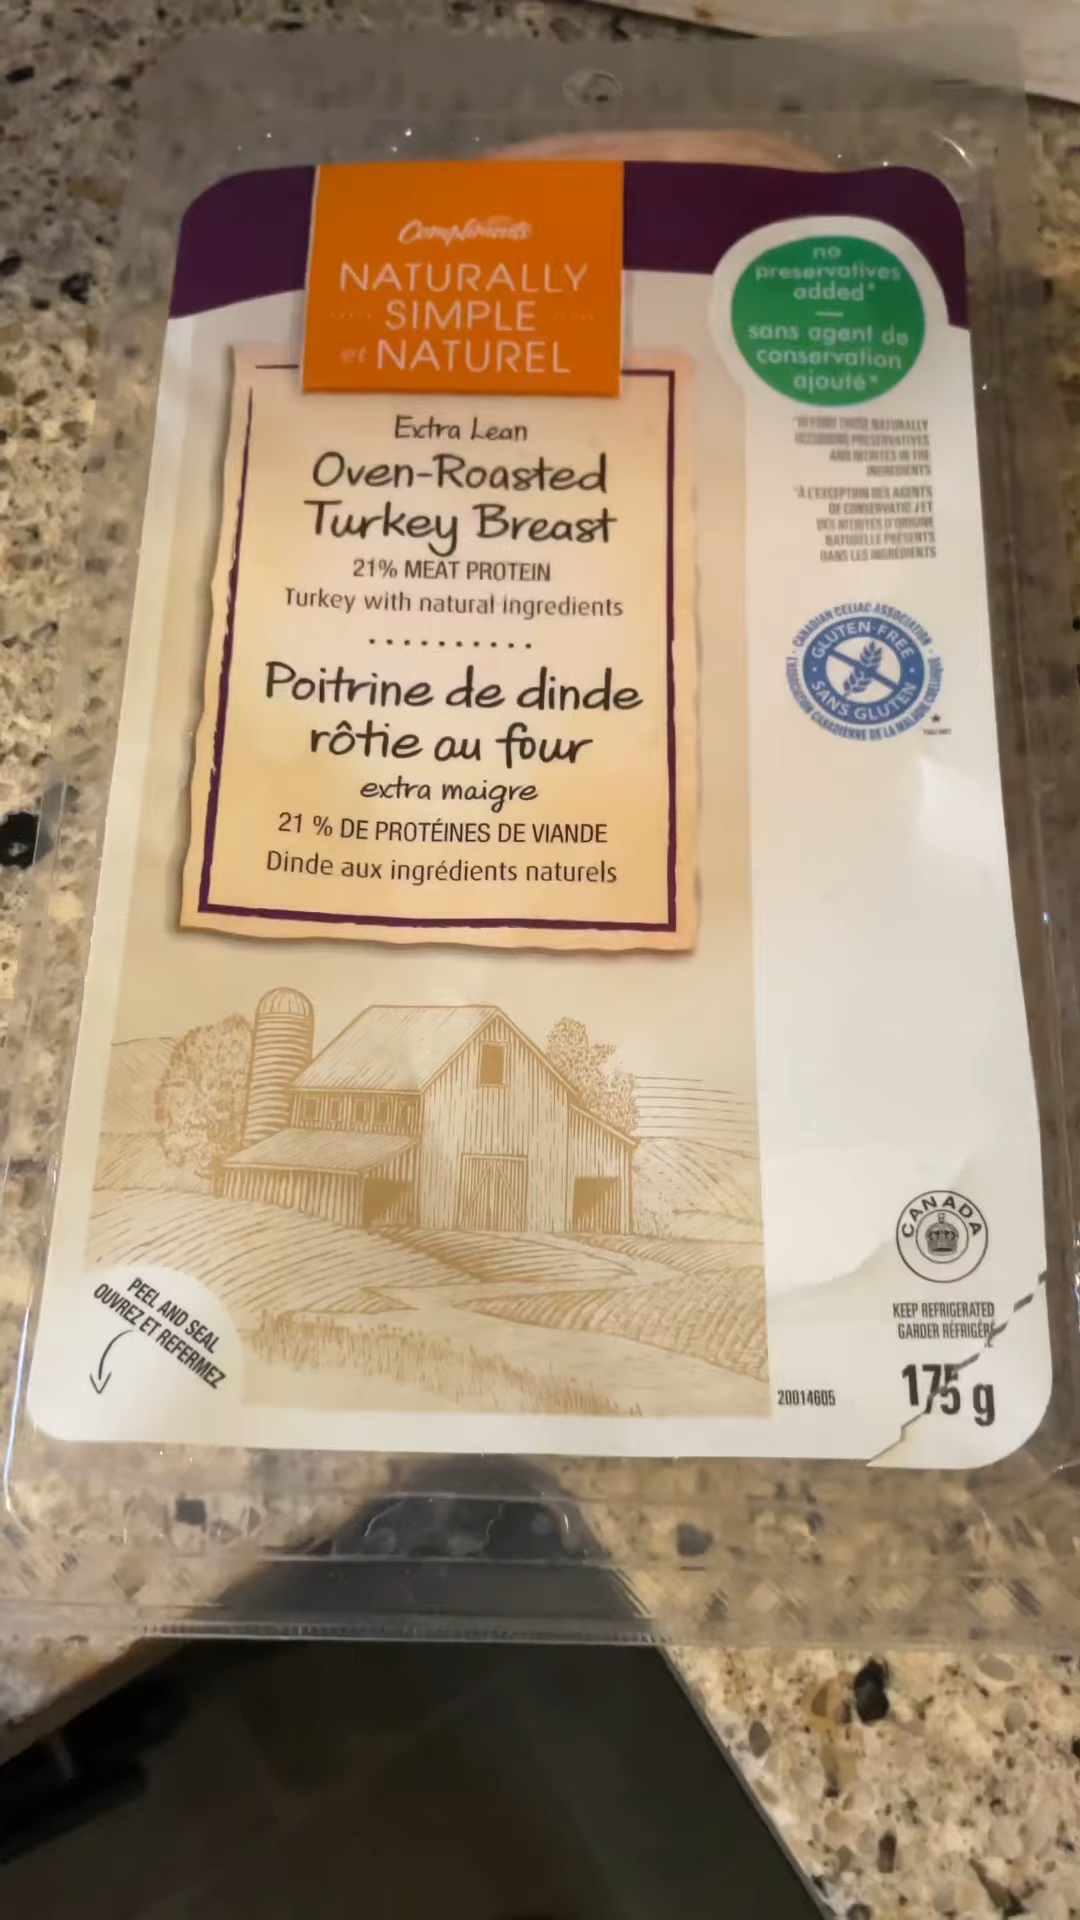 Compliments
NATURALLY
SIMPLE
et NATUREL
no
preservatives
added*
sans agent de
conservation
ajouté*
*BEYOND THOSE NATURALLY
OCCURRING PRESERVATIVES
AND NITRITES IN THE
INGREDIENTS
*À L'EXCEPTION DES AGENTS
DE CONSERVATION ET
DES NITRITES D'ORIGINE
NATURELLE PRÉSENTS
DANS LES INGRÉDIENTS
Extra Lean
Oven-Roasted
Turkey Breast
21% MEAT PROTEIN
Turkey with natural ingredients
Poitrine de dinde
rôtie au four
extra maigre
21 % DE PROTÉINES DE VIANDE
Dinde aux ingrédients naturels
CANADIAN CELIAC ASSOCIATION
GLUTEN-FREE
SANS GLUTEN
CANADIENNE DE LA MALADIE
CANADA
KEEP REFRIGERATED
GARDER RÉFRIGÉRÉ
175 g
20014605
PEEL AND SEAL
OUVREZ ET REFERMEZ